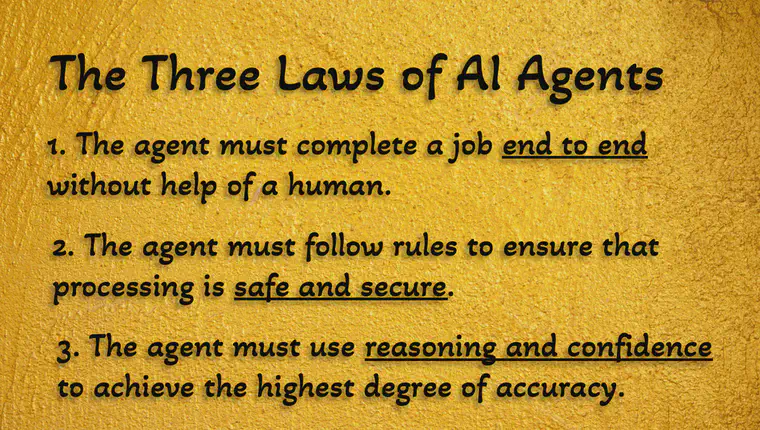 The Three Laws of AI Agents
1. The agent must complete a job end to end
without help of a human.
2. The agent must follow rules to ensure that
processing is safe and secure.
3. The agent must use reasoning and confidence
to achieve the highest degree of accuracy.